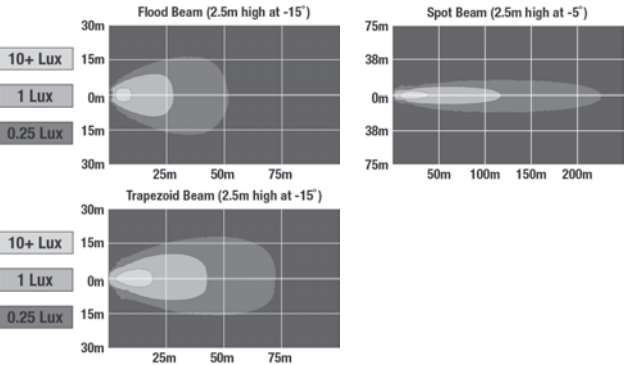 Flood Beam (2.5m high at -15˚)
30m
15m
0m
15m
30m
25m 50m 75m
10+ Lux
1 Lux
0.25 Lux
Spot Beam (2.5m high at -5˚)
75m
38m
0m
38m
75m
50m 100m 150m 200m
Trapezoid Beam (2.5m high at -15˚)
30m
15m
0m
15m
30m
25m 50m 75m
10+ Lux
1 Lux
0.25 Lux